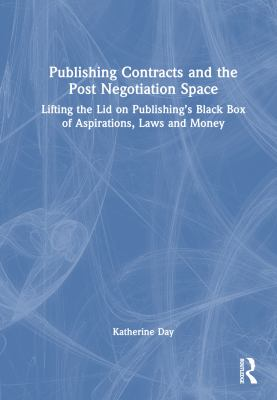 Publishing Contracts and the
Post Negotiation Space
Lifting the Lid on Publishing's Black Box
of Aspirations, Laws and Money
Katherine Day
ROUTLEDGE